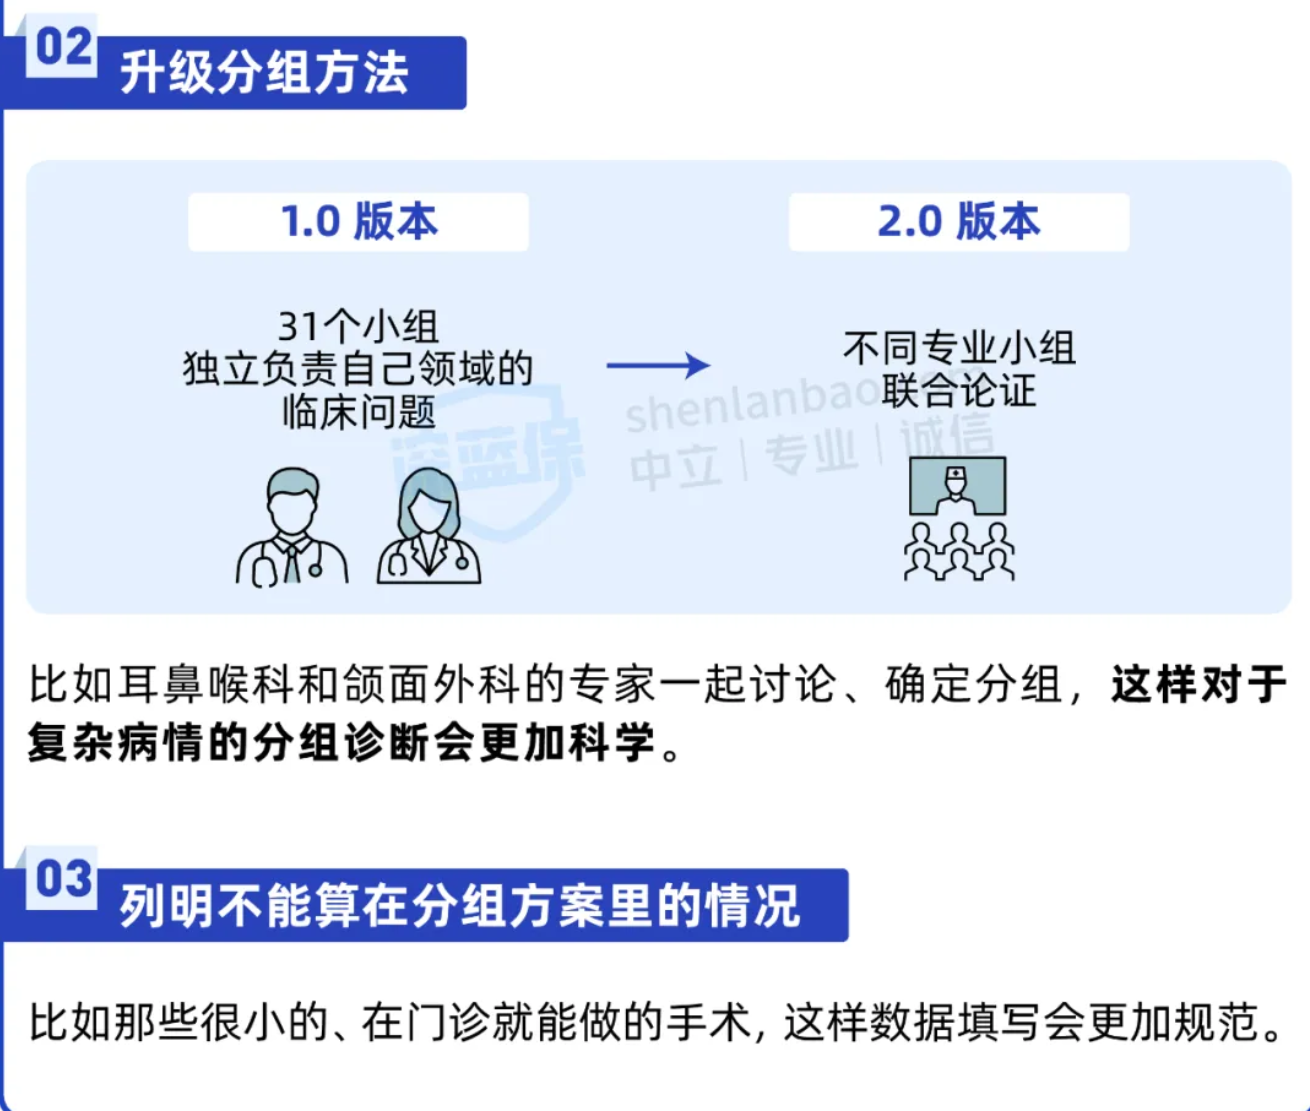 02
升级分组方法
1.0 版本
2.0 版本
31个小组
独立负责自己领域的
临床问题
不同专业小组
联合论证
深蓝保
shenlanbao.com
中立｜专业｜诚信
比如耳鼻喉科和颌面外科的专家一起讨论、确定分组，这样对于
复杂病情的分组诊断会更加科学。
03
列明不能算在分组方案里的情况
比如那些很小的、在门诊就能做的手术，这样数据填写会更加规范。